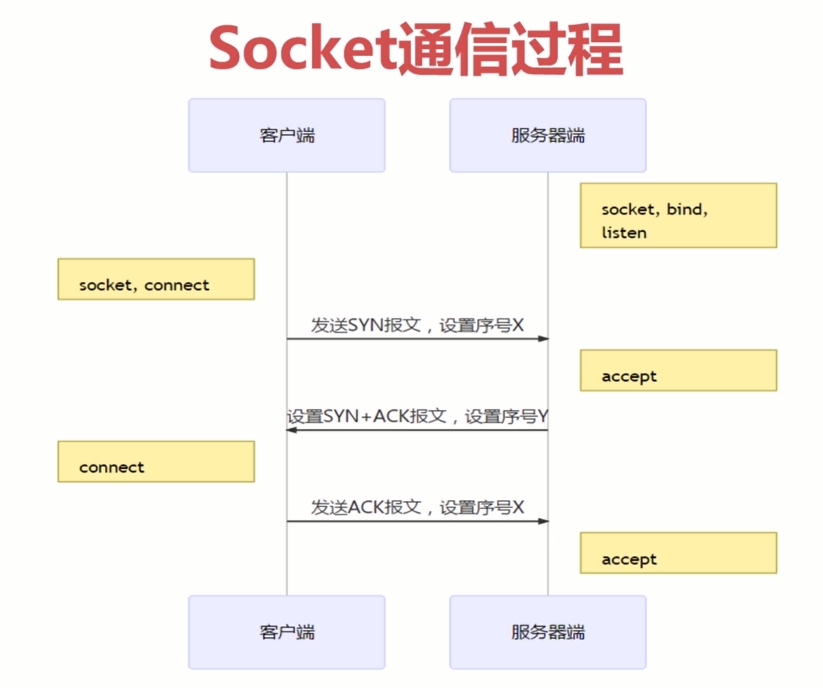 Socket通信过程
客户端
服务器端
socket, bind,
listen
socket, connect
发送SYN报文，设置序号X
accept
设置SYN+ACK报文，设置序号Y
connect
发送ACK报文，设置序号X
accept
客户端
服务器端